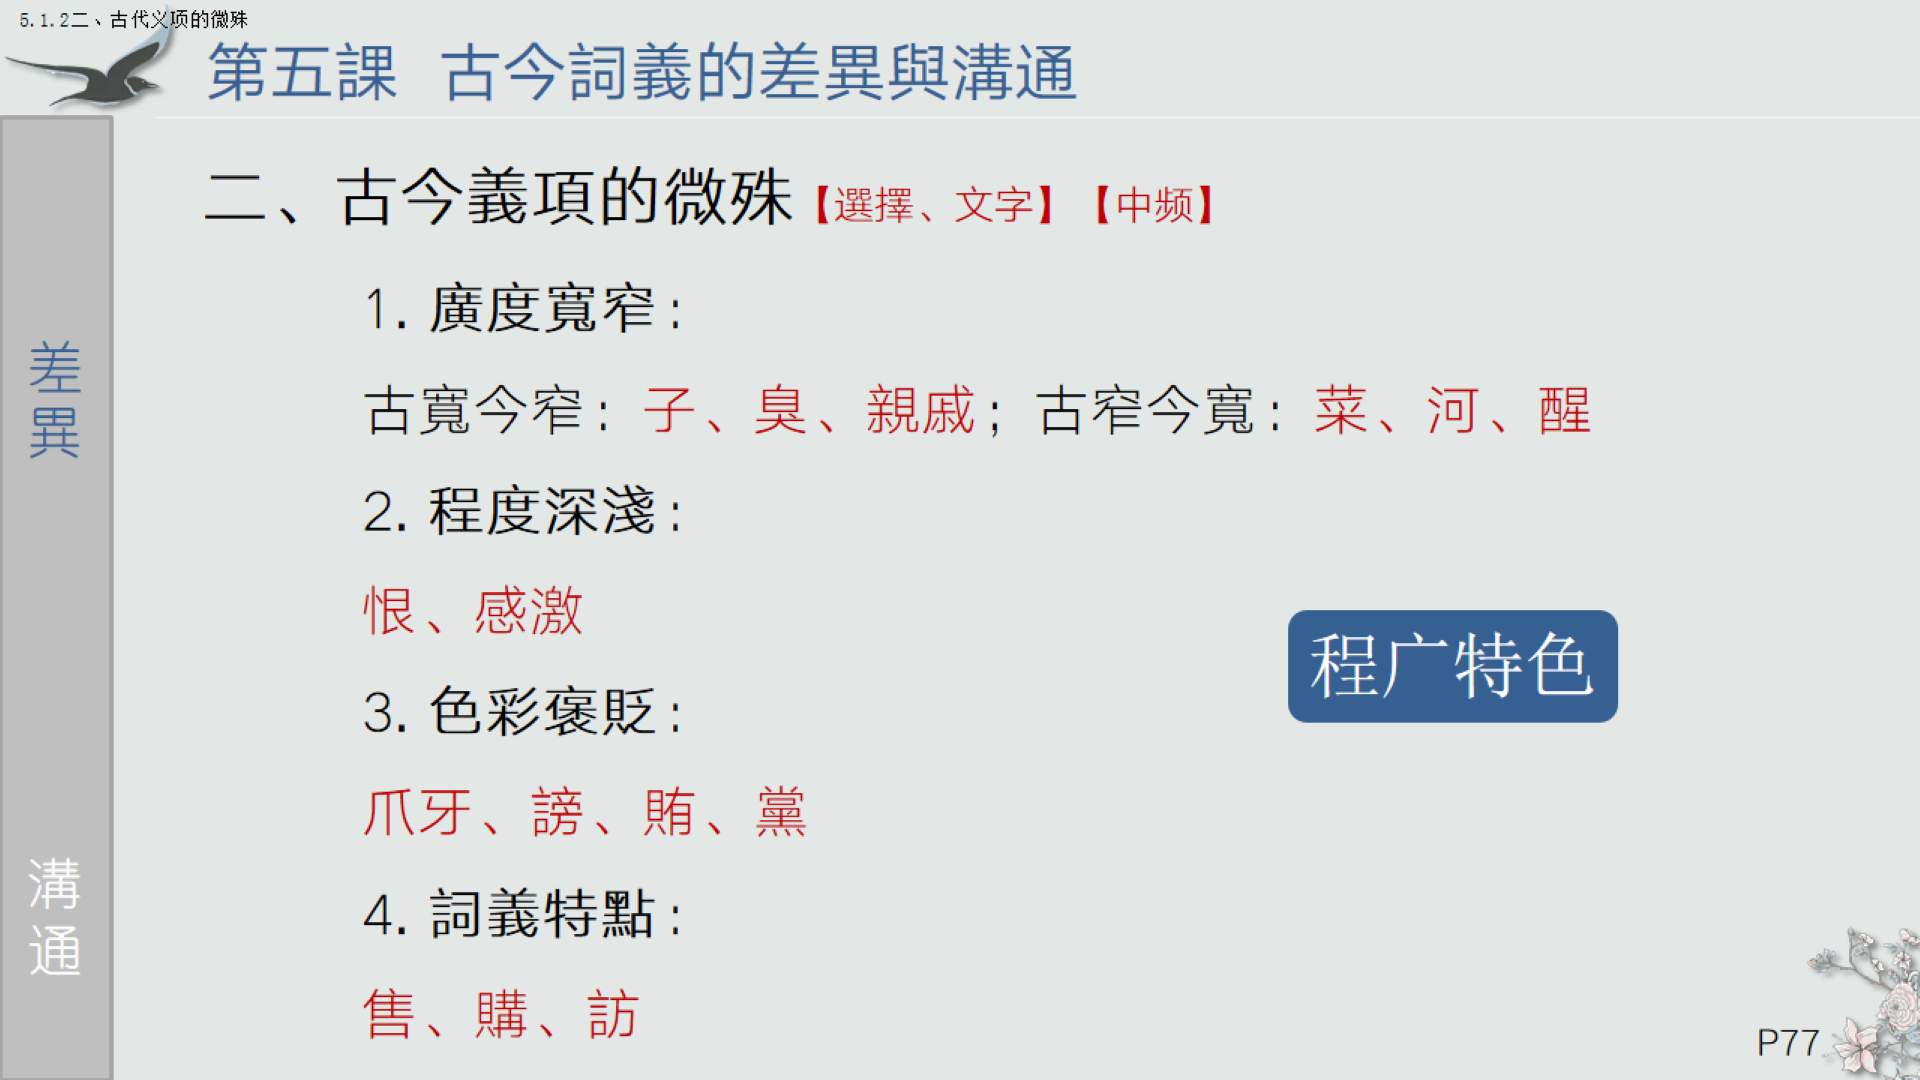 5.1.2二、古代义项的微殊
第五課 古今詞義的差異與溝通
二、古今義項的微殊【選擇、文字】【中频】
1. 廣度寬窄：
古寬今窄：子、臭、親戚；古窄今寬：菜、河、醒
2. 程度深淺：
恨、感激
3. 色彩褒貶：
爪牙、謗、賄、黨
4. 詞義特點：
售、購、訪
程广特色
差異
溝通
P77